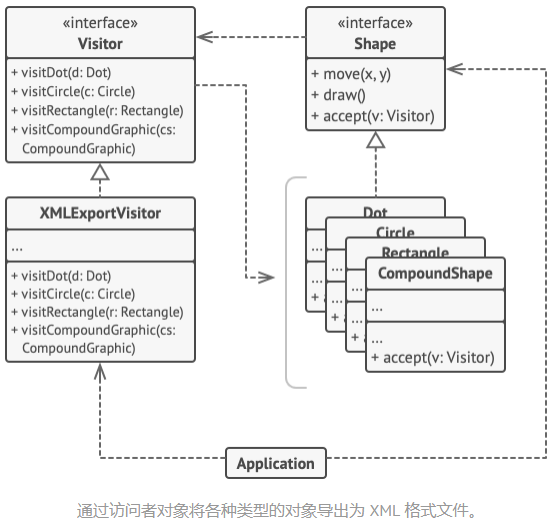 «interface»
Visitor
+ visitDot(d: Dot)
+ visitCircle(c: Circle)
+ visitRectangle(r: Rectangle)
+ visitCompoundGraphic(cs:
CompoundGraphic)
«interface»
Shape
+ move(x, y)
+ draw()
+ accept(v: Visitor)
XMLExportVisitor
...
+ visitDot(d: Dot)
+ visitCircle(c: Circle)
+ visitRectangle(r: Rectangle)
+ visitCompoundGraphic(cs:
CompoundGraphic)
Dot
...
...
+ a
Circle
...
...
+ a
Rectangle
...
...
+ a
CompoundShape
...
...
+ accept(v: Visitor)
Application
通过访问者对象将各种类型的对象导出为 XML 格式文件。